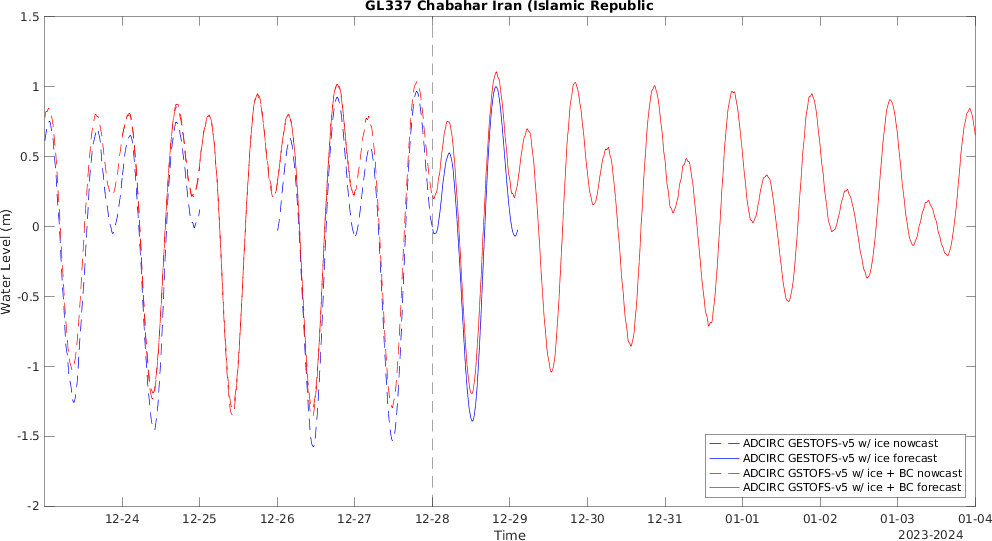 GL337 Chabahar Iran (Islamic Republic
Water Level (m)
1.5
1
0.5
0
-0.5
-1
-1.5
-2
12-24 12-25 12-26 12-27 12-28 12-29 12-30 12-31 01-01 01-02 01-03 01-04
Time
2023-2024
ADCIRC GESTOFS-v5 w/ ice nowcast
ADCIRC GESTOFS-v5 w/ ice forecast
ADCIRC GSTOFS-v5 w/ ice + BC nowcast
ADCIRC GSTOFS-v5 w/ ice + BC forecast